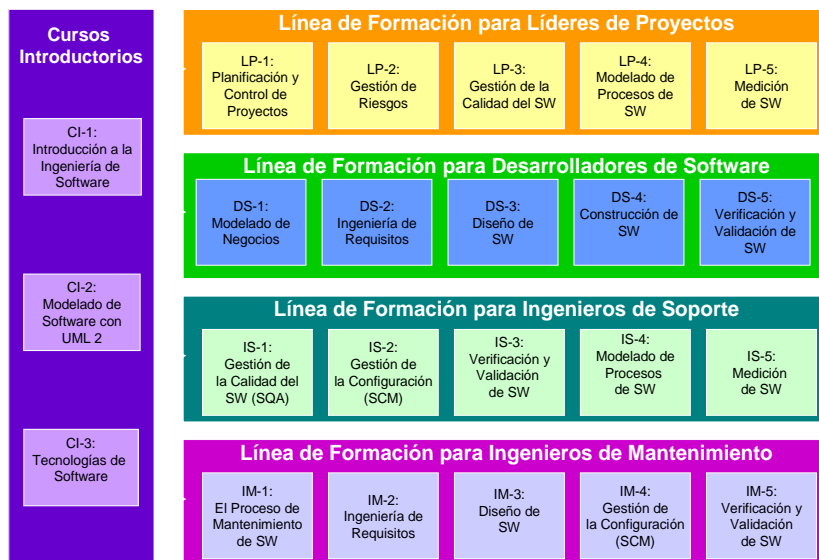 Cursos
Introductorios
CI-1:
Introducción a la
Ingeniería de
Software
CI-2:
Modelado de
Software con
UML 2
CI-3:
Tecnologías de
Software
Línea de Formación para Líderes de Proyectos
LP-1:
Planificación y
Control de
Proyectos
LP-2:
Gestión de
Riesgos
LP-3:
Gestión de la
Calidad del SW
LP-4:
Modelado de
Procesos de
SW
LP-5:
Medición
de SW
Línea de Formación para Desarrolladores de Software
DS-1:
Modelado de
Negocios
DS-2:
Ingeniería de
Requisitos
DS-3:
Diseño de
SW
DS-4:
Construcción de
SW
DS-5:
Verificación y
Validación de
SW
Línea de Formación para Ingenieros de Soporte
IS-1:
Gestión de
la Calidad del
SW (SQA)
IS-2:
Gestión de
la Configuración
(SCM)
IS-3:
Verificación y
Validación
de SW
IS-4:
Modelado de
Procesos
de SW
IS-5:
Medición
de SW
Línea de Formación para Ingenieros de Mantenimiento
IM-1:
El Proceso de
Mantenimiento
de SW
IM-2:
Ingeniería de
Requisitos
IM-3:
Diseño de
SW
IM-4:
Gestión de
la Configuración
(SCM)
IM-5:
Verificación y
Validación
de SW